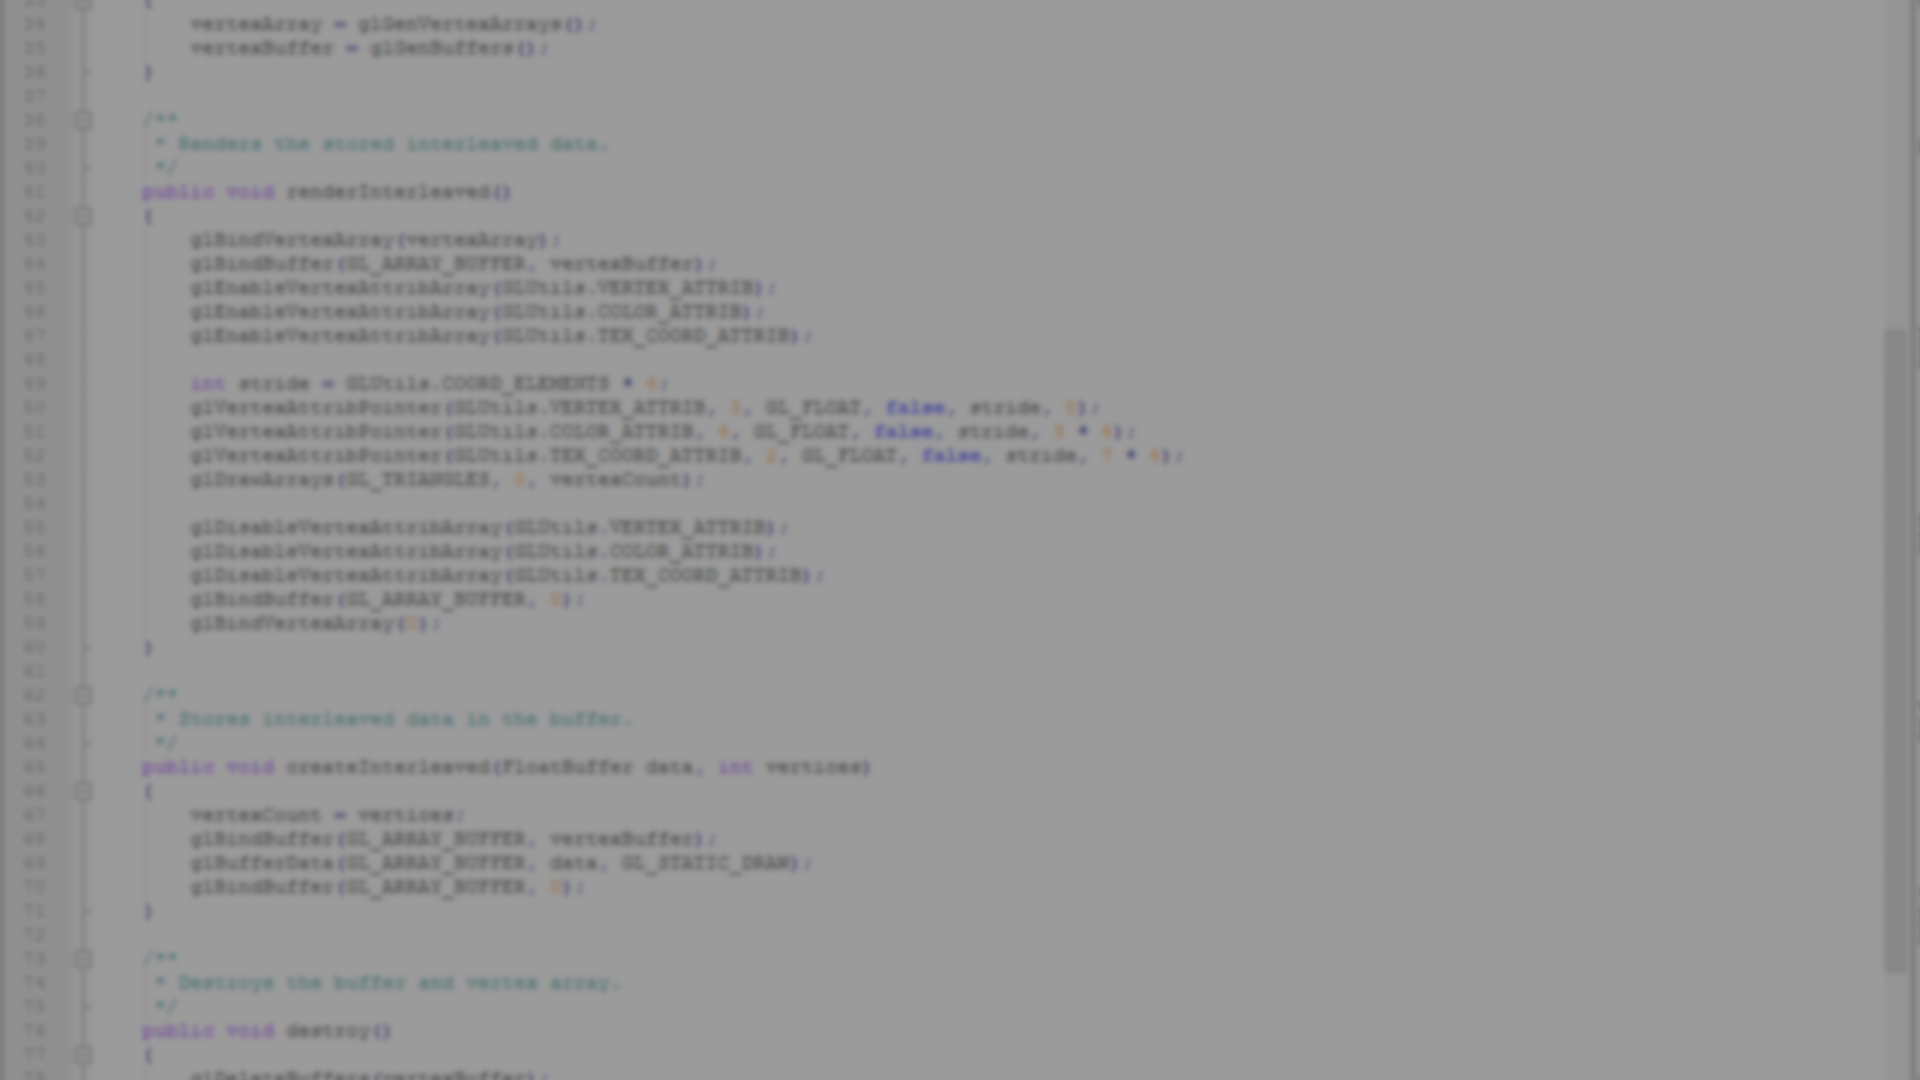 33 {
34 vertexArray = glGenVertexArrays();
35 vertexBuffer = glGenBuffers();
36 }
37
38 /**
39 * Renders the stored interleaved data.
40 */
41 public void renderInterleaved()
42 {
43 glBindVertexArray(vertexArray);
44 glBindBuffer(GL_ARRAY_BUFFER, vertexBuffer);
45 glEnableVertexAttribArray(GLUtils.VERTEX_ATTRIB);
46 glEnableVertexAttribArray(GLUtils.COLOR_ATTRIB);
47 glEnableVertexAttribArray(GLUtils.TEX_COORD_ATTRIB);
48
49 int stride = GLUtils.COORD_ELEMENTS * 4;
50 glVertexAttribPointer(GLUtils.VERTEX_ATTRIB, 3, GL_FLOAT, false, stride, 0);
51 glVertexAttribPointer(GLUtils.COLOR_ATTRIB, 4, GL_FLOAT, false, stride, 3 * 4);
52 glVertexAttribPointer(GLUtils.TEX_COORD_ATTRIB, 2, GL_FLOAT, false, stride, 7 * 4);
53 glDrawArrays(GL_TRIANGLES, 0, vertexCount);
54
55 glDisableVertexAttribArray(GLUtils.VERTEX_ATTRIB);
56 glDisableVertexAttribArray(GLUtils.COLOR_ATTRIB);
57 glDisableVertexAttribArray(GLUtils.TEX_COORD_ATTRIB);
58 glBindBuffer(GL_ARRAY_BUFFER, 0);
59 glBindVertexArray(0);
60 }
61
62 /**
63 * Stores interleaved data in the buffer.
64 */
65 public void createInterleaved(FloatBuffer data, int vertices)
66 {
67 vertexCount = vertices;
68 glBindBuffer(GL_ARRAY_BUFFER, vertexBuffer);
69 glBufferData(GL_ARRAY_BUFFER, data, GL_STATIC_DRAW);
70 glBindBuffer(GL_ARRAY_BUFFER, 0);
71 }
72
73 /**
74 * Destroys the buffer and vertex array.
75 */
76 public void destroy()
77 {
78 glDeleteBuffers(vertexBuffer);